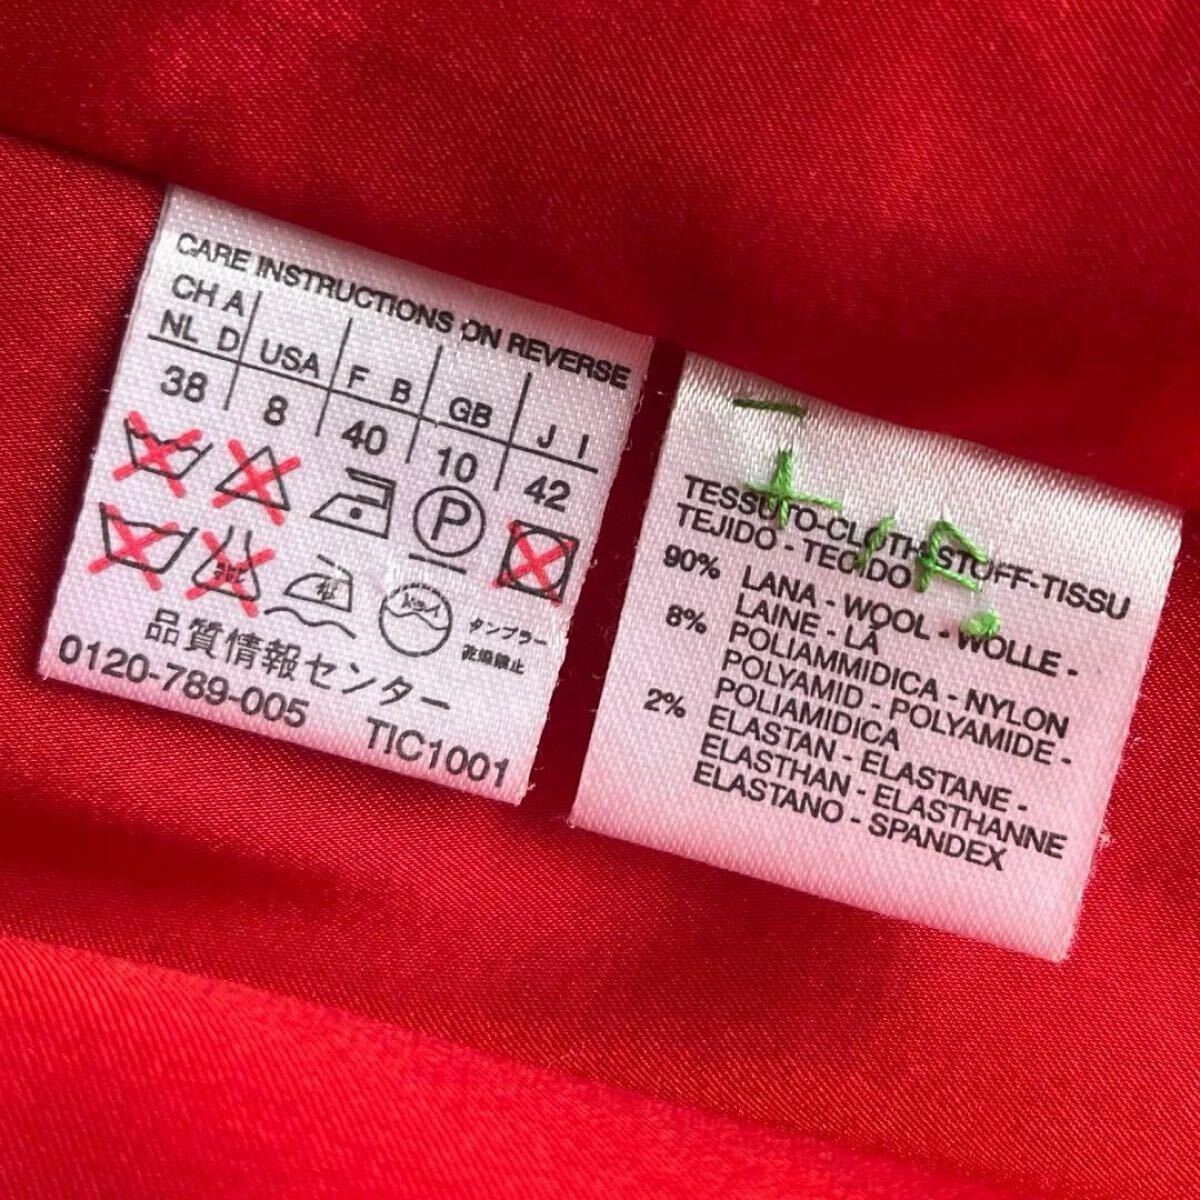 CARE INSTRUCTIONS ON REVERSE
CH A
NL D USA F B GB J I
38 8 40 10 42
P
タンブラー
乾燥禁止
品質情報センター
0120-789-005 TIC1001
TESSUTO-CLOTH-STOFF-TISSU
TEJIDO - TECIDO
90% LANA - WOOL - WOLLE -
LAINE - LÃ
8% POLIAMMIDICA - NYLON
POLYAMID - POLYAMIDE -
POLIAMIDICA
2% ELASTAN - ELASTANE -
ELASTHAN - ELASTHANNE
ELASTANO - SPANDEX